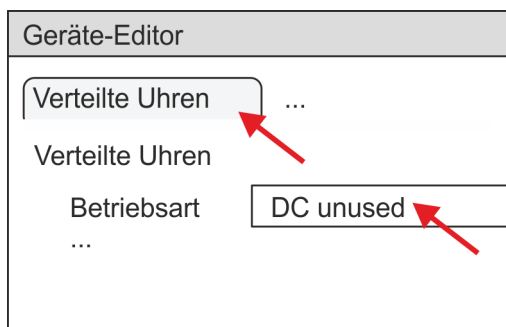 Geräte-Editor
Verteilte Uhren ...
Verteilte Uhren
Betriebsart DC unused
...